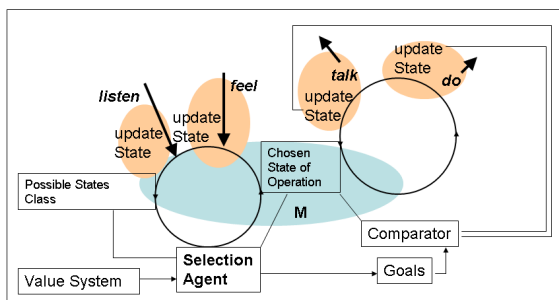 update
State
talk
do
feel
listen
update
State
update
State
update
State
Chosen
State of
Operation
Possible States
Class
M
Comparator
Selection
Agent
Goals
Value System